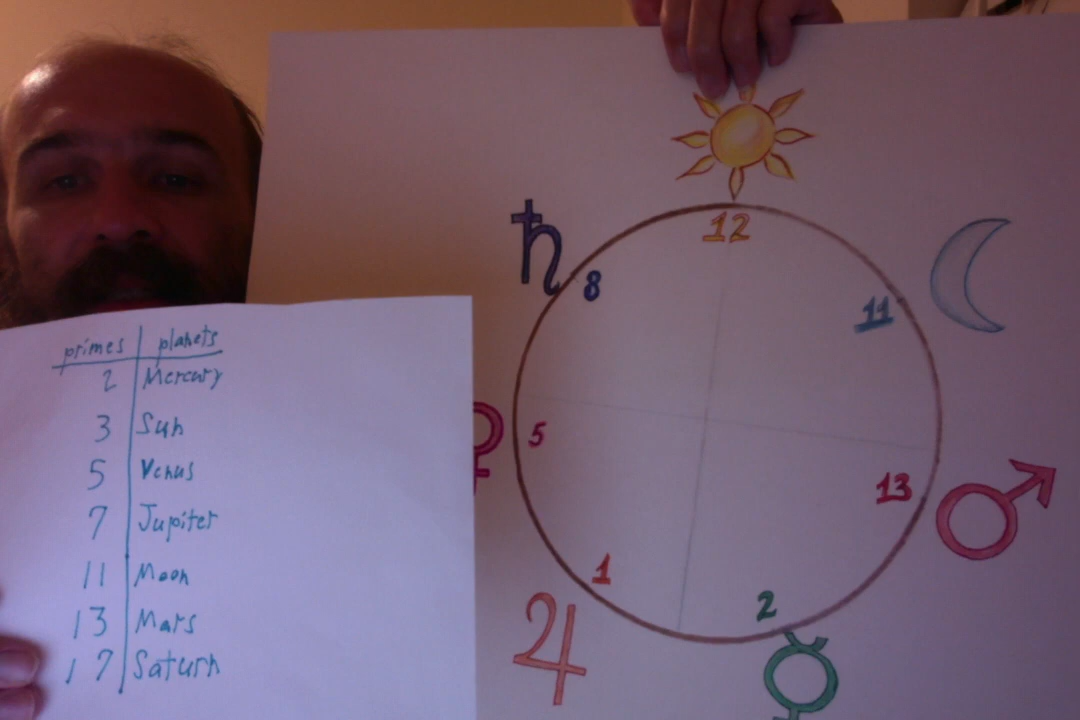 primes planets
2 Mercury
3 Sun
5 Venus
7 Jupiter
11 Moon
13 Mars
17 Saturn
12
11
13
2
1
5
8